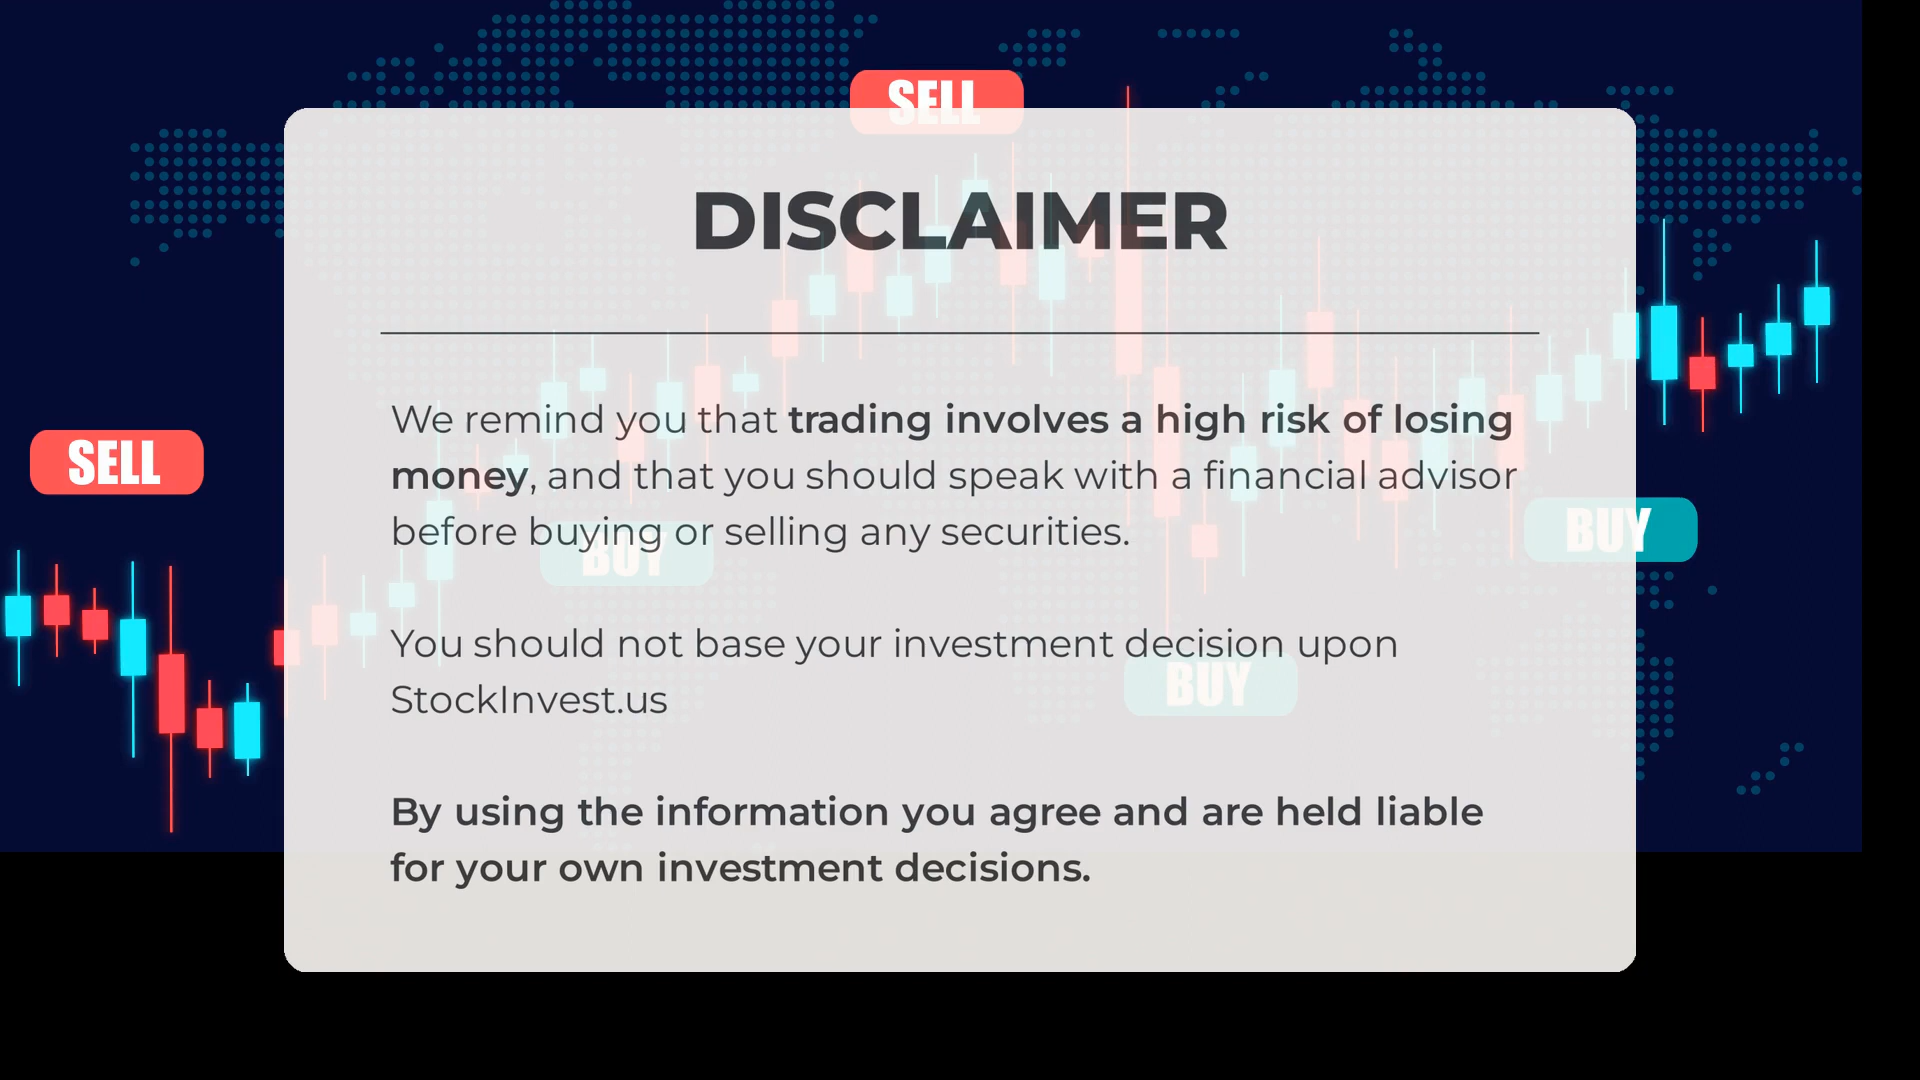 SELL
DISCLAIMER
We remind you that trading involves a high risk of losing
money, and that you should speak with a financial advisor
before buying or selling any securities.
SELL
BUY
BUY
You should not base your investment decision upon
StockInvest.us
BUY
By using the information you agree and are held liable
for your own investment decisions.